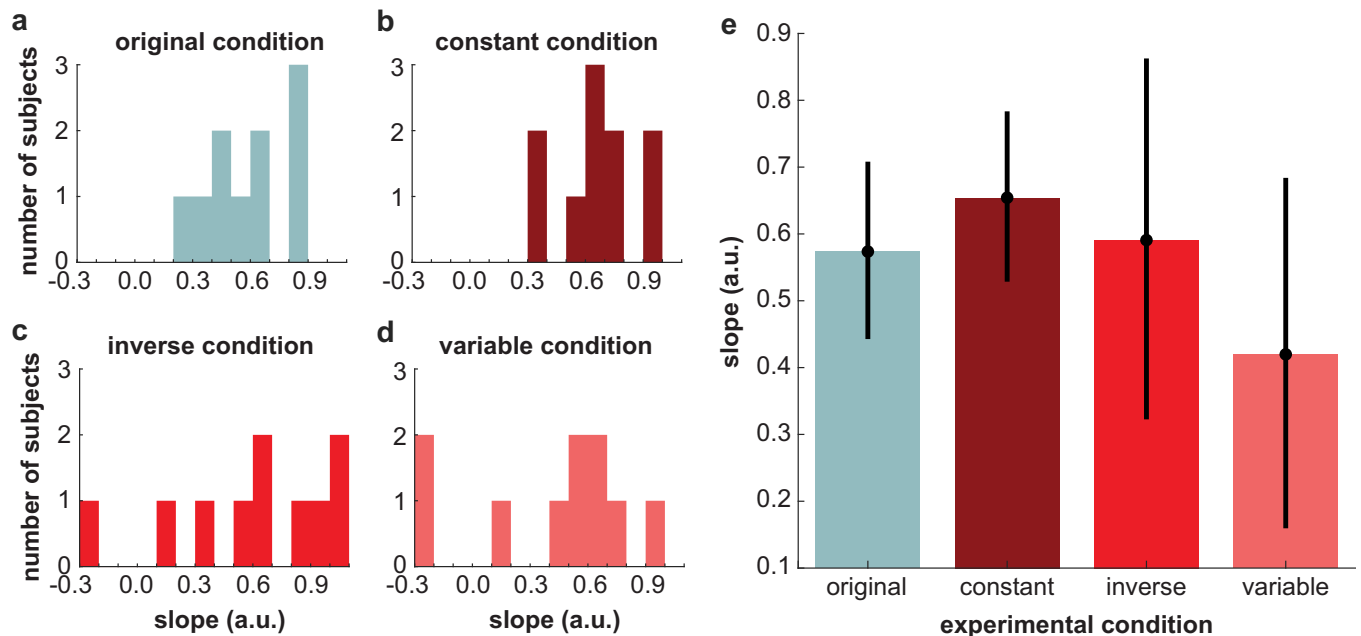 a
original condition
number of subjects
3
2
1
0
-0.3 0.0 0.3 0.6 0.9
b
constant condition
3
2
1
0
-0.3 0.0 0.3 0.6 0.9
c
inverse condition
number of subjects
3
2
1
0
-0.3 0.0 0.3 0.6 0.9
slope (a.u.)
d
variable condition
3
2
1
0
-0.3 0.0 0.3 0.6 0.9
slope (a.u.)
e
slope (a.u.)
0.9
0.8
0.7
0.6
0.5
0.4
0.3
0.2
0.1
original constant inverse variable
experimental condition